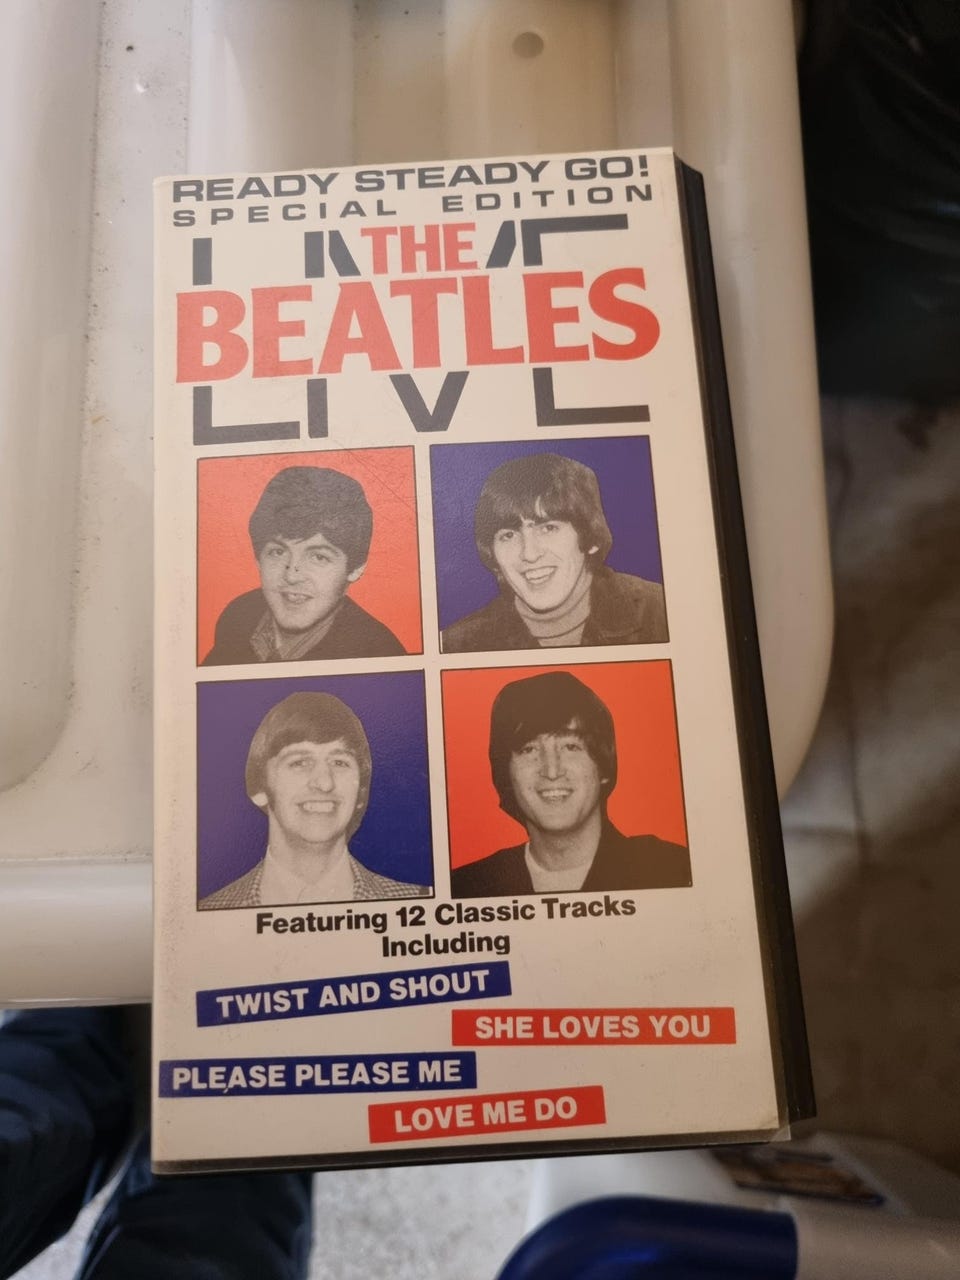 READY STEADY GO!
SPECIAL EDITION
LIVE
THE
BEATLES
LIVE
Featuring 12 Classic Tracks
Including
TWIST AND SHOUT
SHE LOVES YOU
PLEASE PLEASE ME
LOVE ME DO